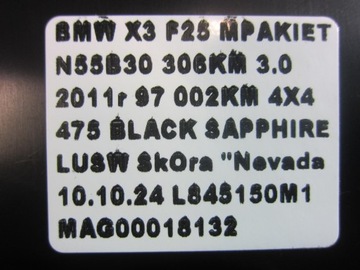 BMW X3 F25 MPAKIET
N55B30 306KM 3.0
2011r 97 002KM 4X4
475 BLACK SAPPHIRE
LUSW SkOra "Nevada
10.10.24 L845150M1
MAG00018132